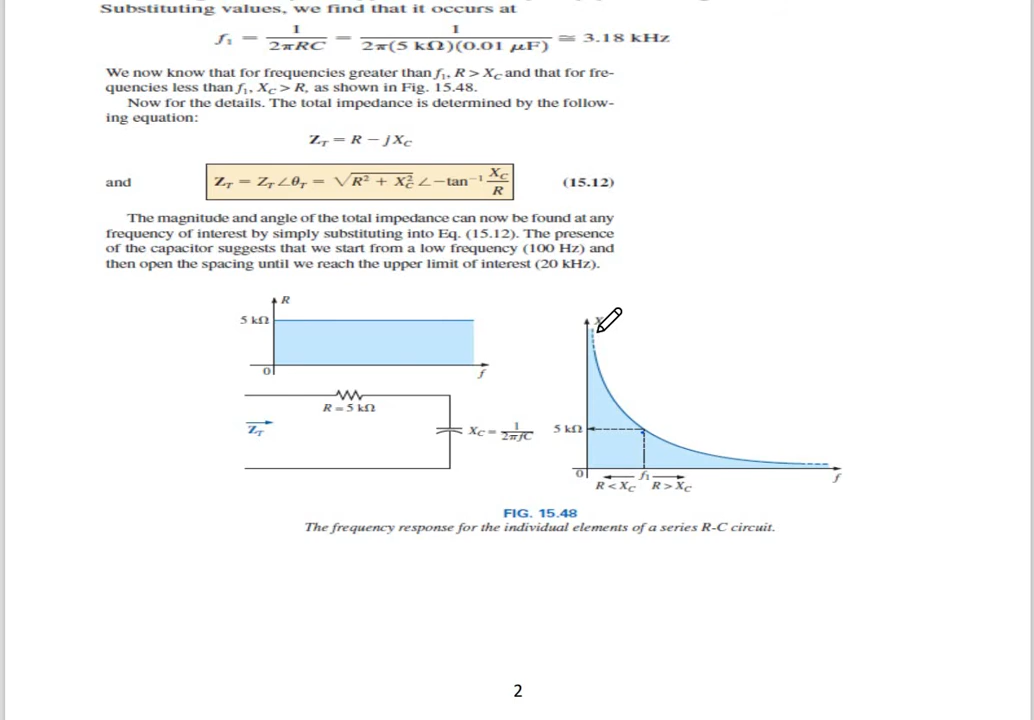 Substituting values, we find that it occurs at
f₁ = 1 / 2πRC = 1 / 2π(5 kΩ)(0.01 μF) ≅ 3.18 kHz
We now know that for frequencies greater than f₁, R > X_C and that for fre-
quencies less than f₁, X_C > R, as shown in Fig. 15.48.
Now for the details. The total impedance is determined by the follow-
ing equation:
Z_T = R − jX_C
and Z_T = Z_T ∠θ_T = √R² + X_C² ∠−tan⁻¹ X_C / R (15.12)
The magnitude and angle of the total impedance can now be found at any
frequency of interest by simply substituting into Eq. (15.12). The presence
of the capacitor suggests that we start from a low frequency (100 Hz) and
then open the spacing until we reach the upper limit of interest (20 kHz).
R
5 kΩ
0
f
R = 5 kΩ
Z_T
X_C = 1 / 2πfC
5 kΩ
0
f₁
f
R < X_C R > X_C
FIG. 15.48
The frequency response for the individual elements of a series R-C circuit.
2